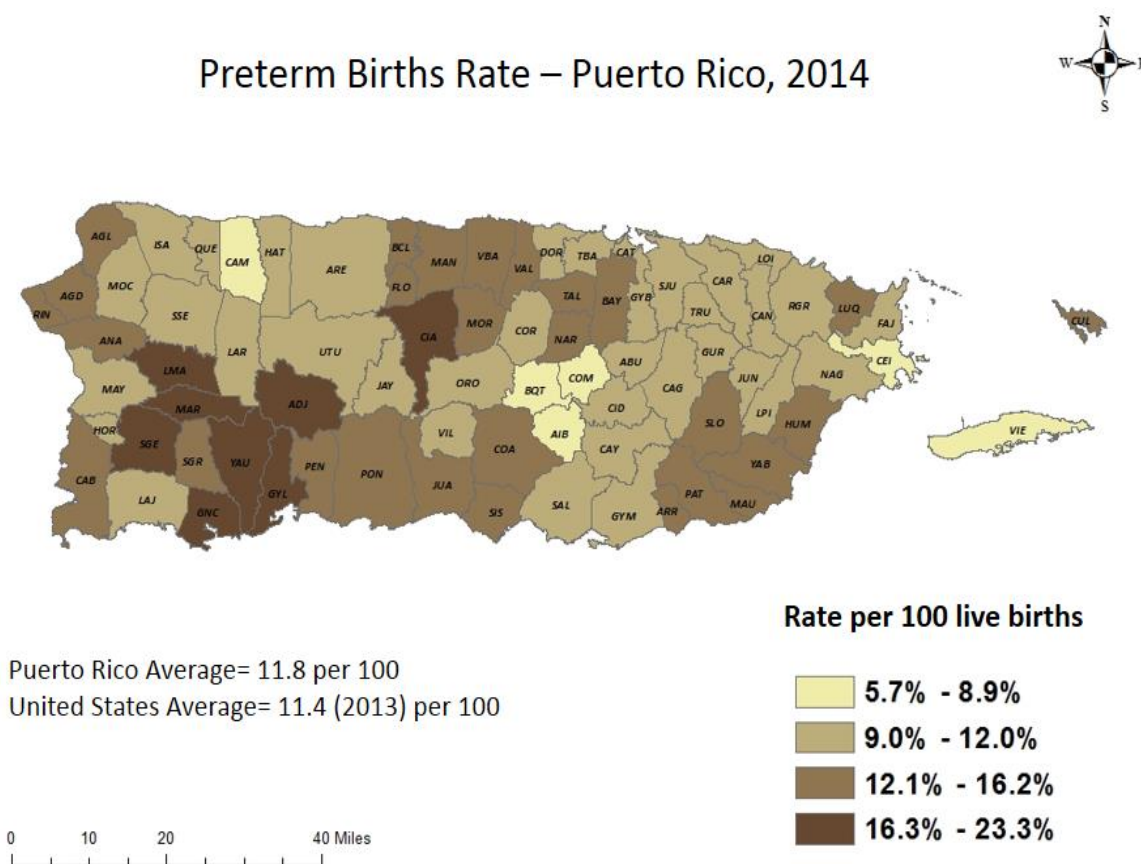 N
Preterm Births Rate – Puerto Rico, 2014
W
S
AGL
ISA
QUE
CAM
HAT
ARE
BCL
MAN
VBA
VAL
DOR
TBA
CAT
LOI
MOC
AGD
RIN
ANA
SSE
LAR
UTU
FLO
CIA
MOR
COR
TAL
NAR
BAY
GYB
SJU
TRU
CAR
CAN
RGR
LUQ
FAJ
CUL
CEI
LMA
MAY
MAR
ADJ
JAY
ORO
BQT
COM
ABU
GUR
CAG
JUN
LPI
NAG
HUM
HOR
SGE
SGR
YAU
GYL
PEN
PON
VIL
COA
AIB
CID
CAY
SLO
YAB
VIE
CAB
LAJ
GNC
JUA
SIS
SAL
GYM
ARR
PAT
MAU
Rate per 100 live births
Puerto Rico Average= 11.8 per 100
United States Average= 11.4 (2013) per 100
5.7% - 8.9%
9.0% - 12.0%
12.1% - 16.2%
16.3% - 23.3%
0 10 20 40 Miles